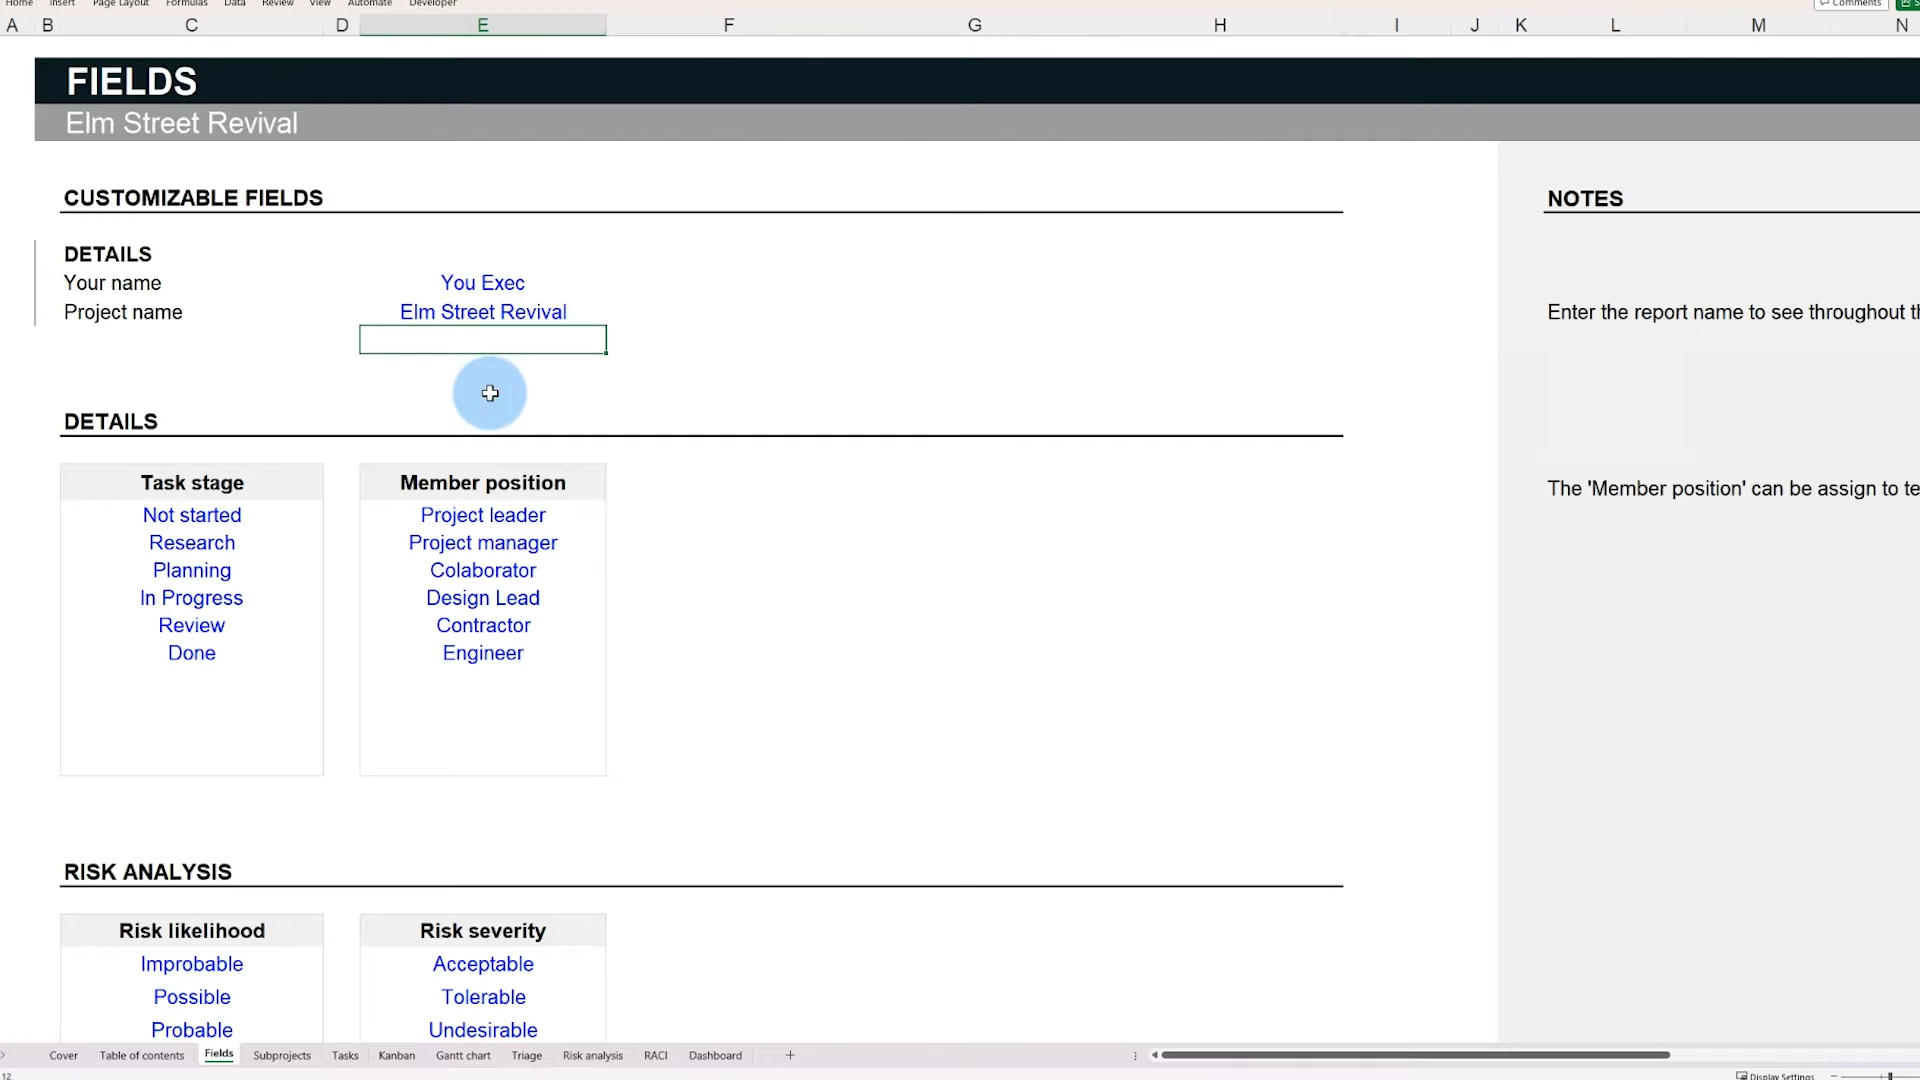 Home Insert Page Layout Formulas Data Review View Automate Developer
Comments
A B C D E F G H I J K L M N
FIELDS
Elm Street Revival
CUSTOMIZABLE FIELDS
NOTES
DETAILS
Your name You Exec
Project name Elm Street Revival
Enter the report name to see throughout
DETAILS
Task stage Member position
The 'Member position' can be assign to
Not started Project leader
Research Project manager
Planning Colaborator
In Progress Design Lead
Review Contractor
Done Engineer
RISK ANALYSIS
Risk likelihood Risk severity
Improbable Acceptable
Possible Tolerable
Probable Undesirable
Cover Table of contents Fields Subprojects Tasks Kanban Gantt chart Triage Risk analysis RACI Dashboard +
12
Display Settings